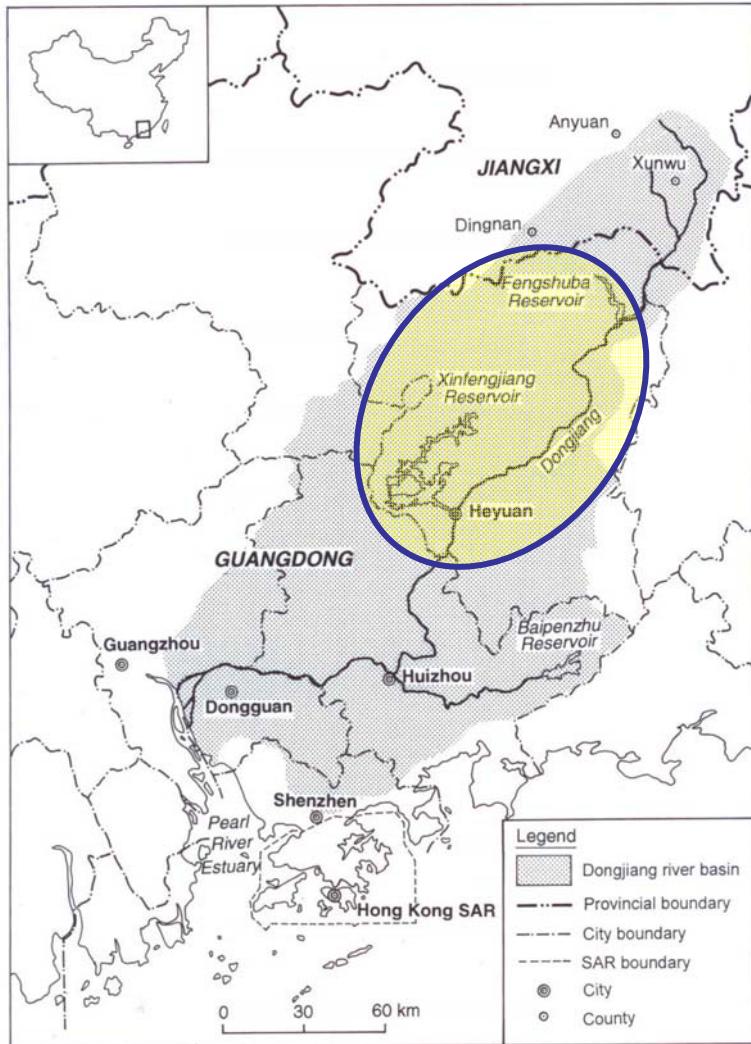 Anyuan
Xunwu
JIANGXI
Dingnan
Fengshuba
Reservoir
Xinfengjiang
Reservoir
Dongjiang
Heyuan
GUANGDONG
Baipenzhu
Reservoir
Guangzhou
Huizhou
Dongguan
Shenzhen
Pearl
River
Estuary
Hong Kong SAR
0 30 60 km
Legend
Dongjiang river basin
Provincial boundary
City boundary
SAR boundary
City
County